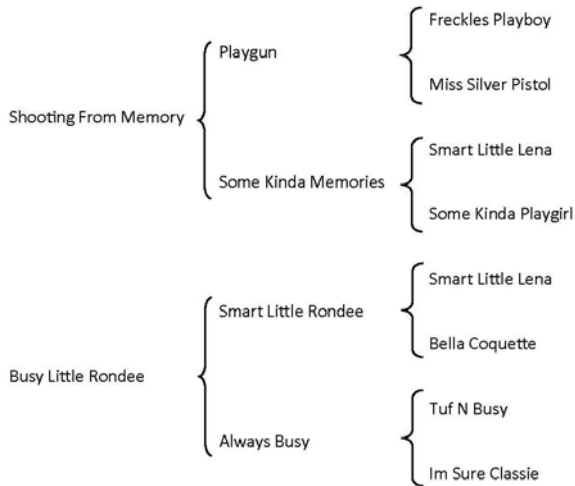 Freckles Playboy
Playgun
Miss Silver Pistol
Shooting From Memory
Smart Little Lena
Some Kinda Memories
Some Kinda Playgirl
Smart Little Lena
Smart Little Rondee
Bella Coquette
Busy Little Rondee
Tuf N Busy
Always Busy
Im Sure Classie